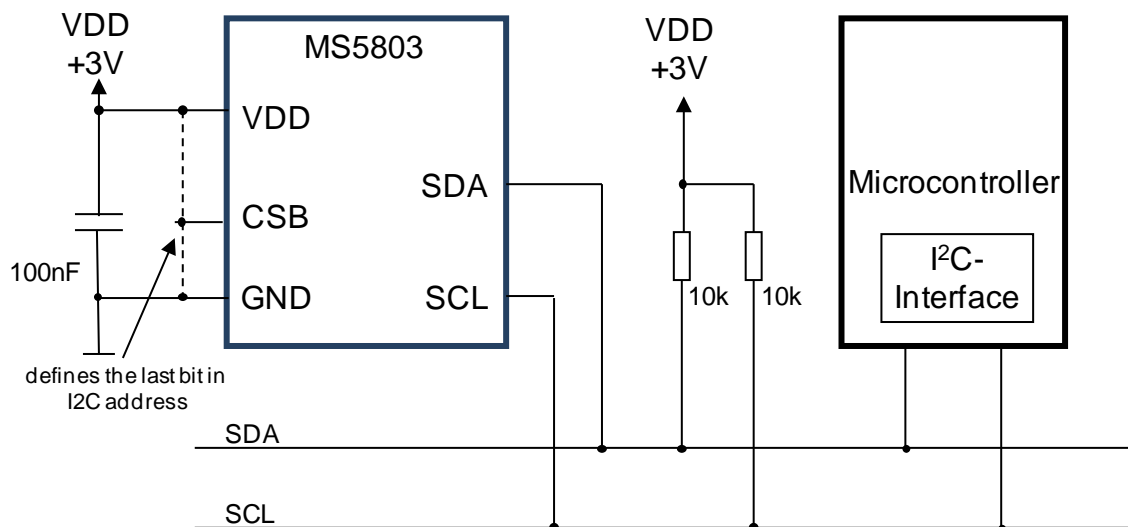 VDD
+3V
MS5803
VDD
CSB
GND
SDA
SCL
100nF
defines the last bit in
I2C address
VDD
+3V
10k
10k
Microcontroller
I²C-
Interface
SDA
SCL